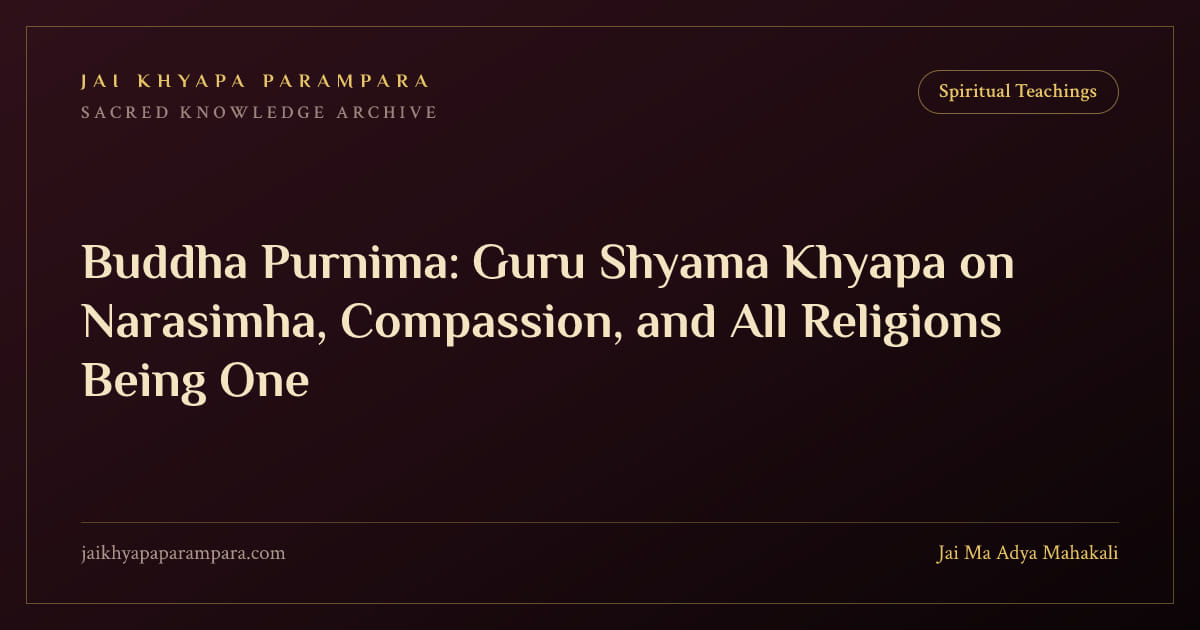 JAI KHYAPA PARAMPARA
SACRED KNOWLEDGE ARCHIVE
Spiritual Teachings
Buddha Purnima: Guru Shyama Khyapa on
Narasimha, Compassion, and All Religions
Being One
jaikhyapaparampara.com
Jai Ma Adya Mahakali